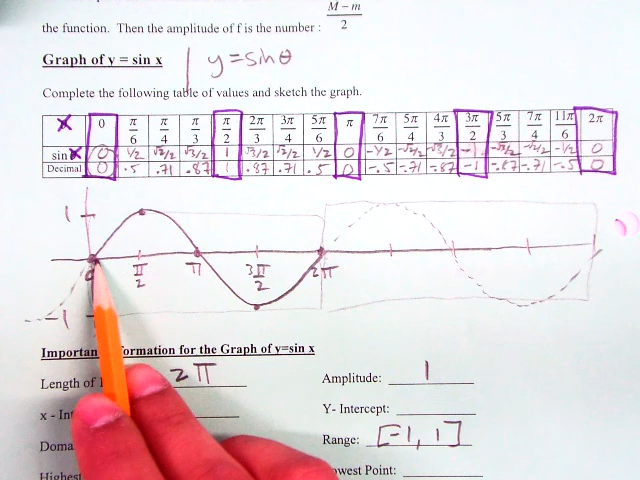 M – m
the function. Then the amplitude of f is the number : 2
Graph of y = sin x | y = sin θ
Complete the following table of values and sketch the graph.
x 0 π/6 π/4 π/3 π/2 2π/3 3π/4 5π/6 π 7π/6 5π/4 4π/3 3π/2 5π/3 7π/4 11π/6 2π
sin x 0 1/2 √2/2 √3/2 1 √3/2 √2/2 1/2 0 -1/2 -√2/2 -√3/2 -1 -√3/2 -√2/2 -1/2 0
Decimal 0 .5 .71 .87 1 .87 .71 .5 0 -.5 -.71 -.87 -1 -.87 -.71 -.5 0
1
0 π/2 π 3π/2 2π
-1
Importan formation for the Graph of y=sin x
Length of 2π Amplitude: 1
x - Int Y- Intercept:
Doma Range: [-1, 1]
Highest owest Point: